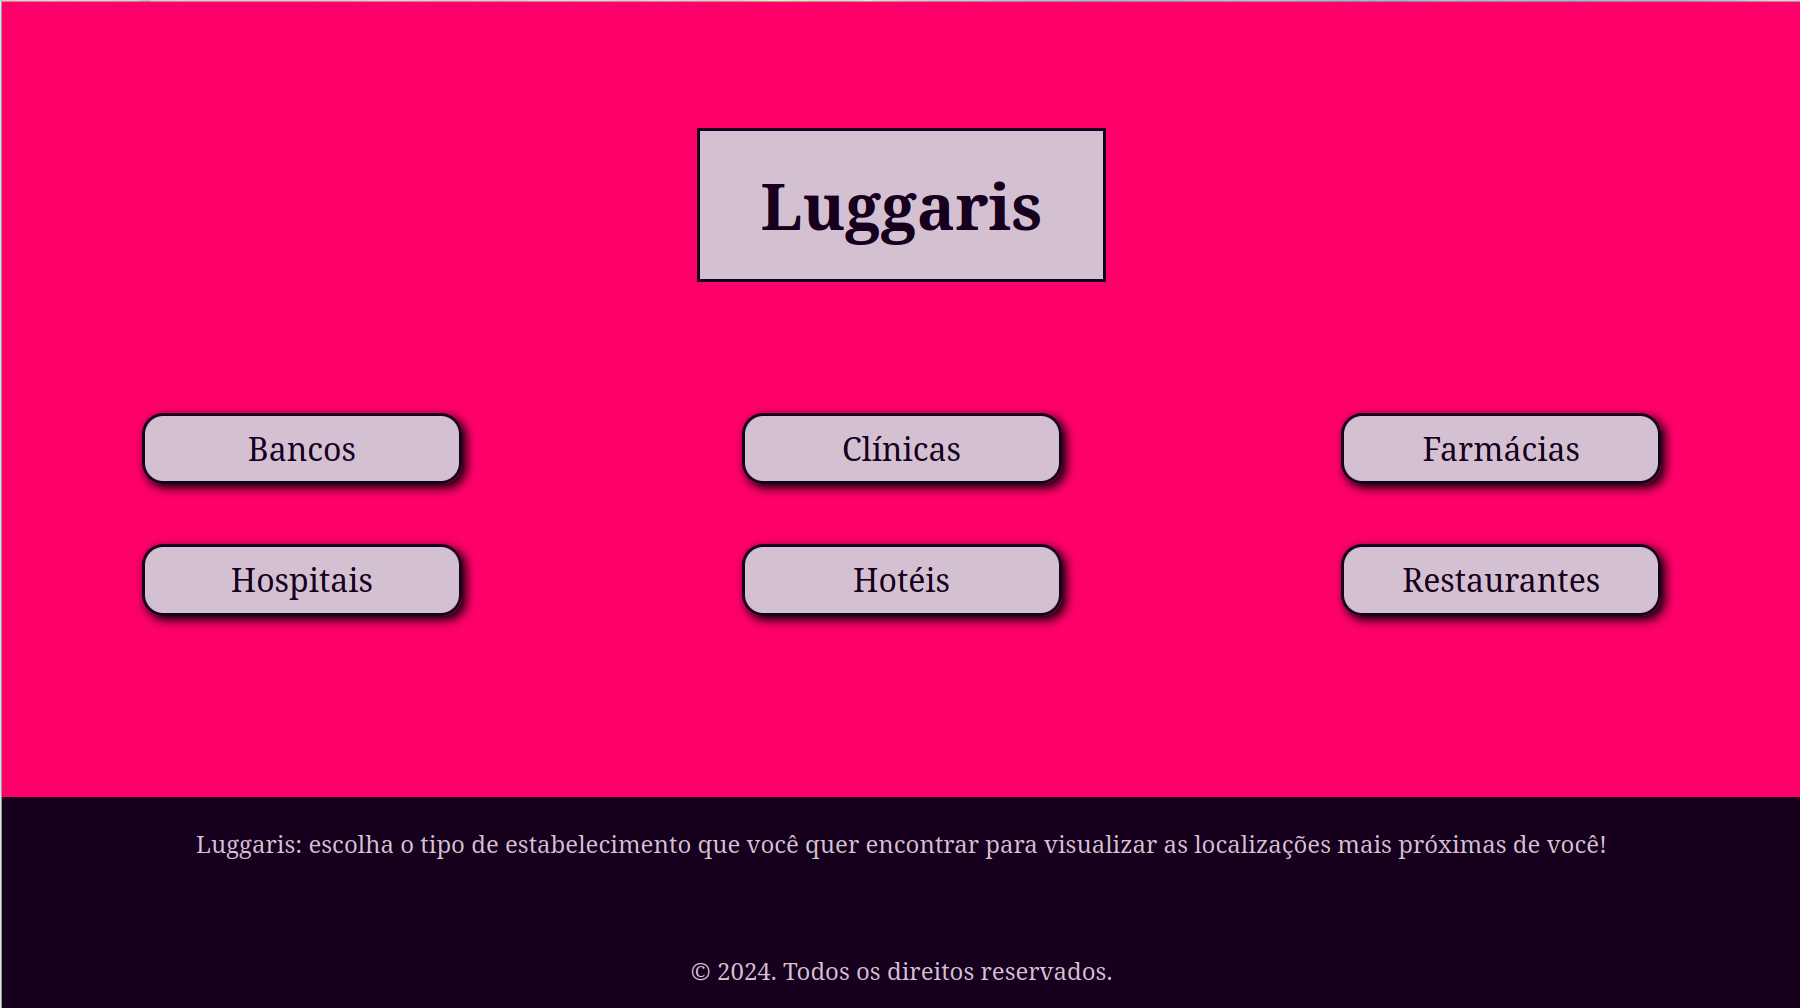 Luggaris
Bancos
Clínicas
Farmácias
Hospitais
Hotéis
Restaurantes
Luggaris: escolha o tipo de estabelecimento que você quer encontrar para visualizar as localizações mais próximas de você!
© 2024. Todos os direitos reservados.